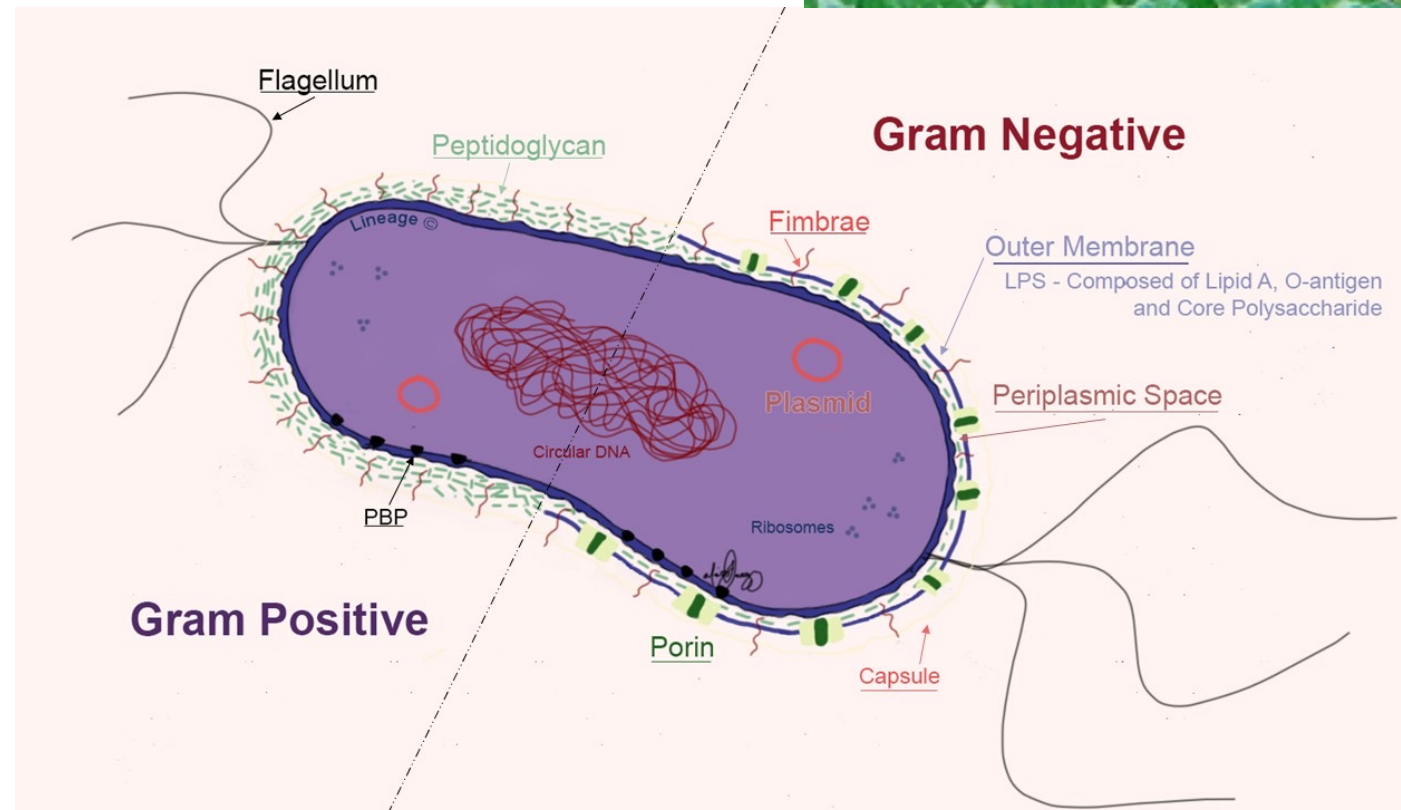 Flagellum
Peptidoglycan
Gram Negative
Fimbrae
Lineage ©
Outer Membrane
LPS - Composed of Lipid A, O-antigen
and Core Polysaccharide
Periplasmic Space
Plasmid
Circular DNA
PBP
Ribosomes
Gram Positive
Porin
Capsule